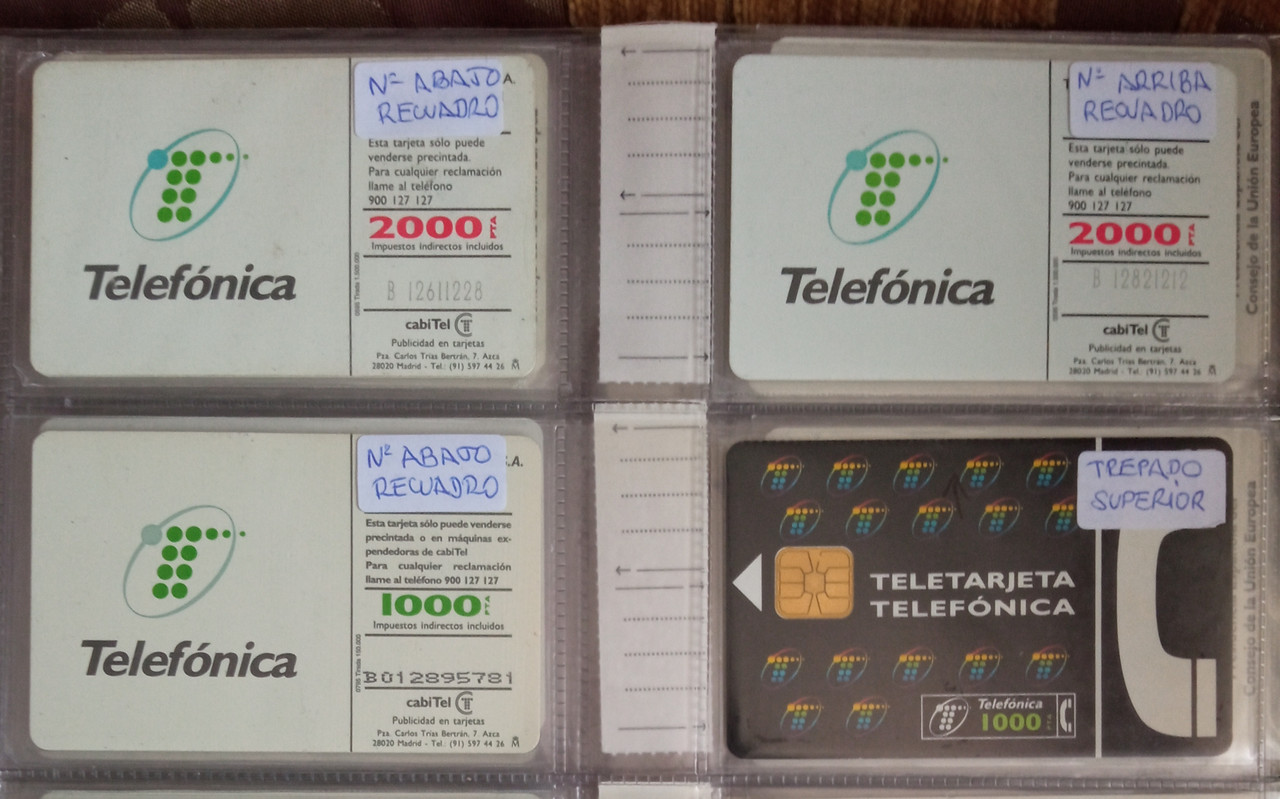 Nº ABAJO
RECUADRO
A.
Esta tarjeta sólo puede
venderse precintada.
Para cualquier reclamación
llame al teléfono
900 127 127
2000 PTA
Impuestos indirectos incluidos
B 12611228
Telefónica
cabiTel
Publicidad en tarjetas
Pza. Carlos Trías Bertrán, 7. Azca
28020 Madrid - Tel.: (91) 597 44 26
Nº ARRIBA
RECUADRO
Esta tarjeta sólo puede
venderse precintada.
Para cualquier reclamación
llame al teléfono
900 127 127
2000 PTA
Impuestos indirectos incluidos
B 12821212
Telefónica
cabiTel
Publicidad en tarjetas
Pza. Carlos Trías Bertrán, 7. Azca
28020 Madrid - Tel.: (91) 597 44 26
Consejo de la Unión Europea
Nº ABAJO
RECUADRO
.A.
Esta tarjeta sólo puede venderse
precintada o en máquinas ex-
pendedoras de cabiTel
Para cualquier reclamación
llame al teléfono 900 127 127
1000 PTA
Impuestos indirectos incluidos
B012895781
Telefónica
cabiTel
Publicidad en tarjetas
Pza. Carlos Trías Bertrán, 7. Azca
28020 Madrid - Tel.: (91) 597 44 26
TREPADO
SUPERIOR
TELETARJETA
TELEFÓNICA
Telefónica
1000 PTA
Consejo de la Unión Europea